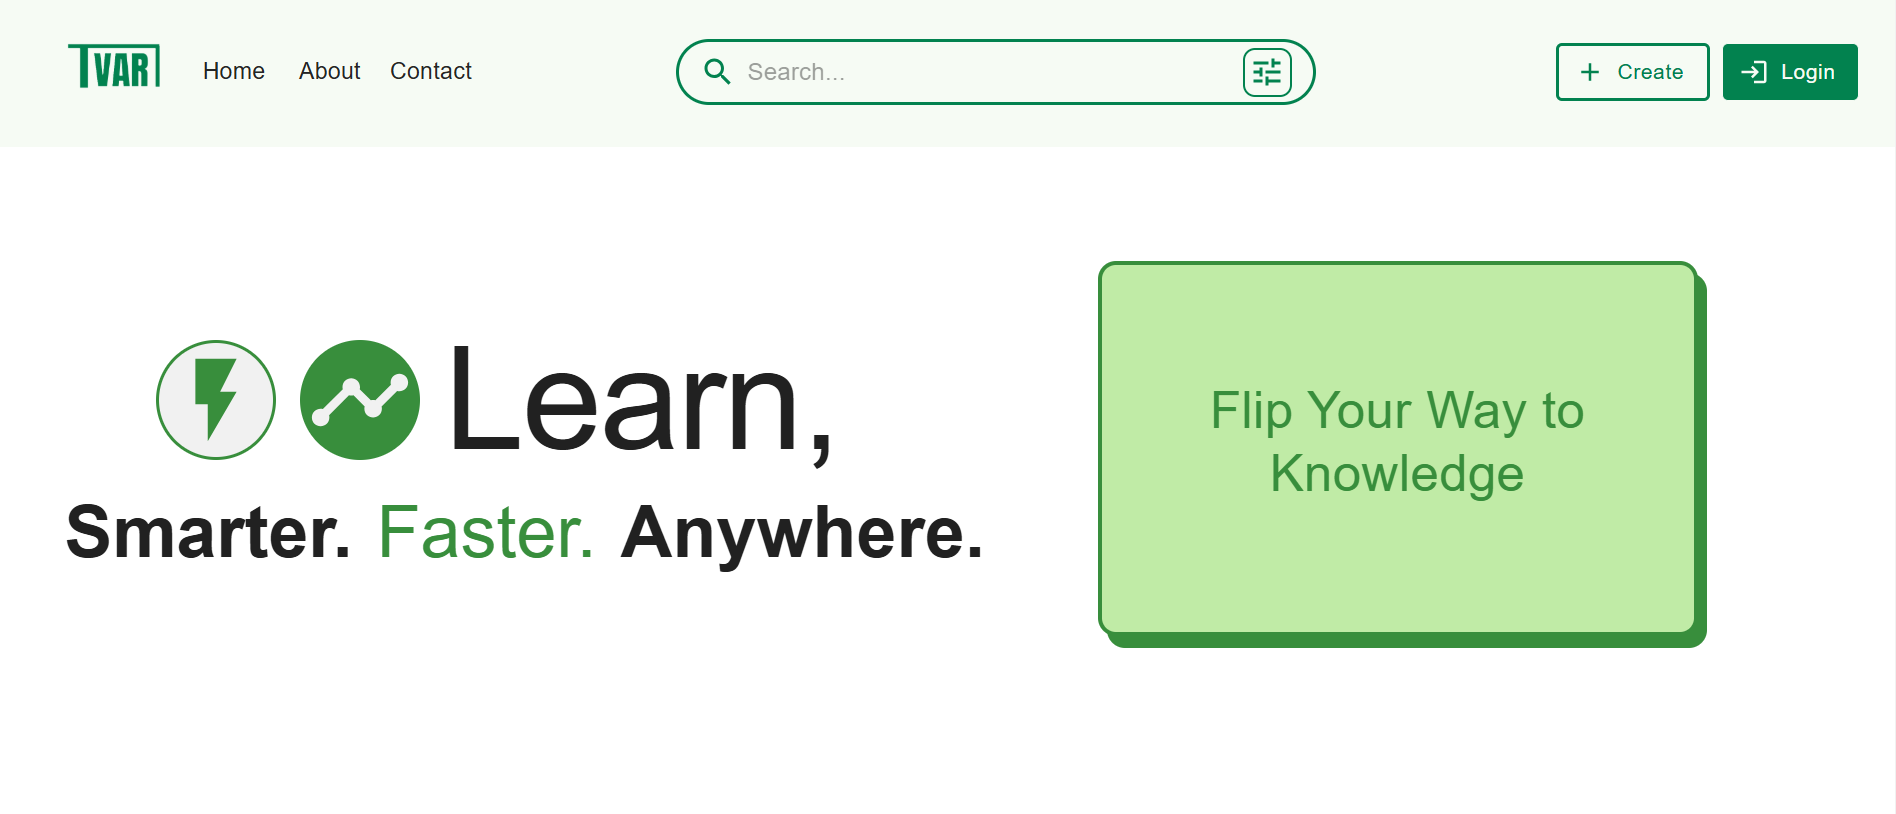 TVAR
Home About Contact
Search...
Create
Login
Learn,
Smarter. Faster. Anywhere.
Flip Your Way to
Knowledge